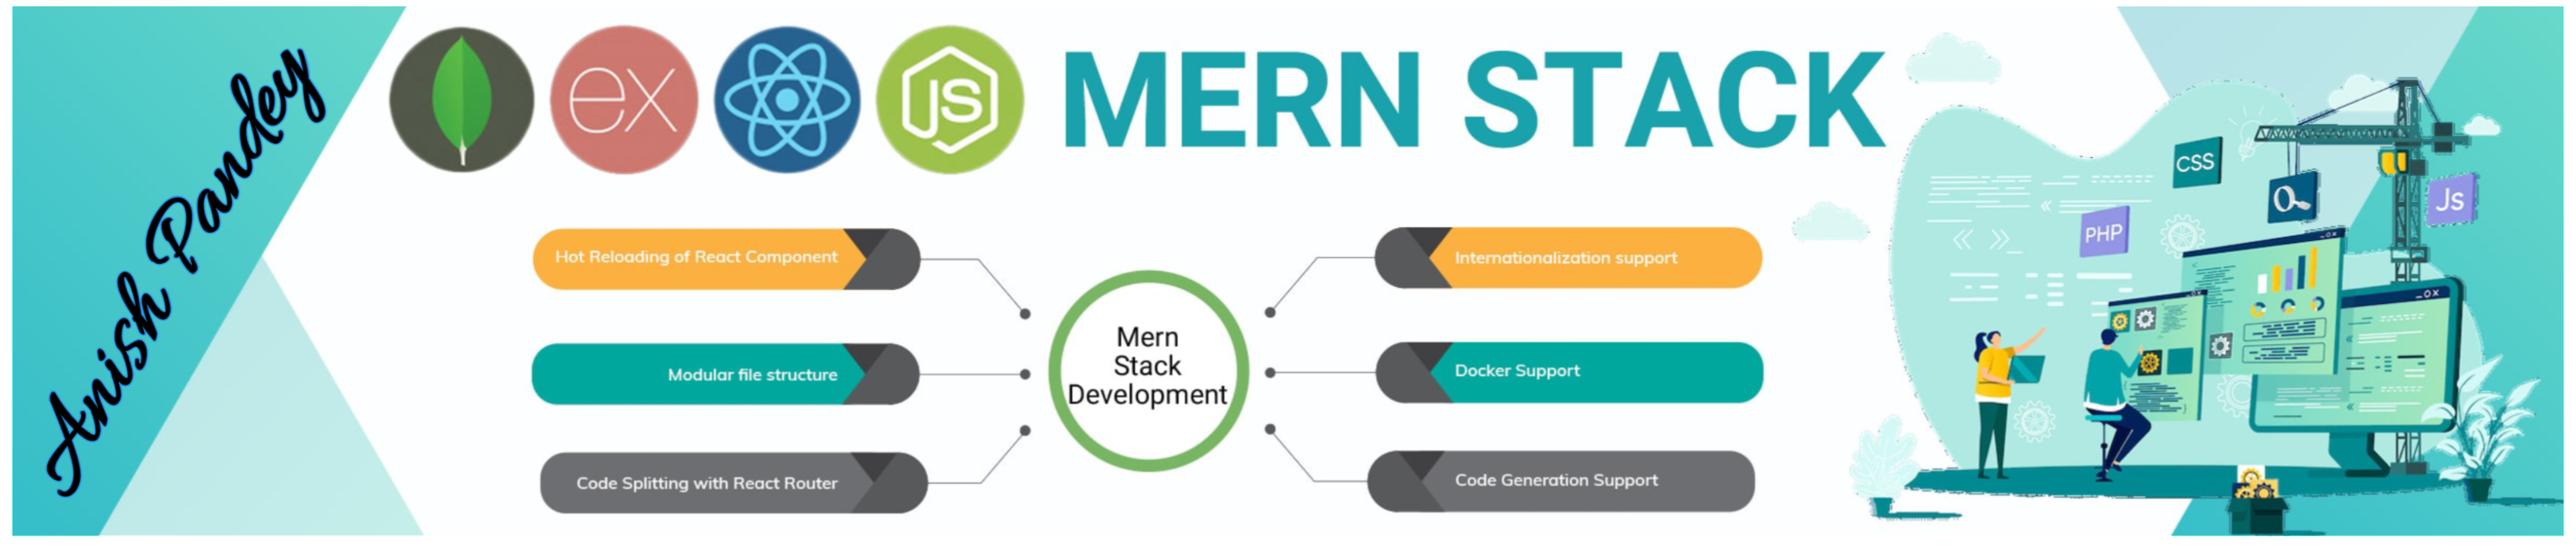 Anish Pandey
ex
JS
MERN STACK
Hot Reloading of React Component
Modular file structure
Code Splitting with React Router
Mern
Stack
Development
Internationalization support
Docker Support
Code Generation Support
CSS
PHP
Js